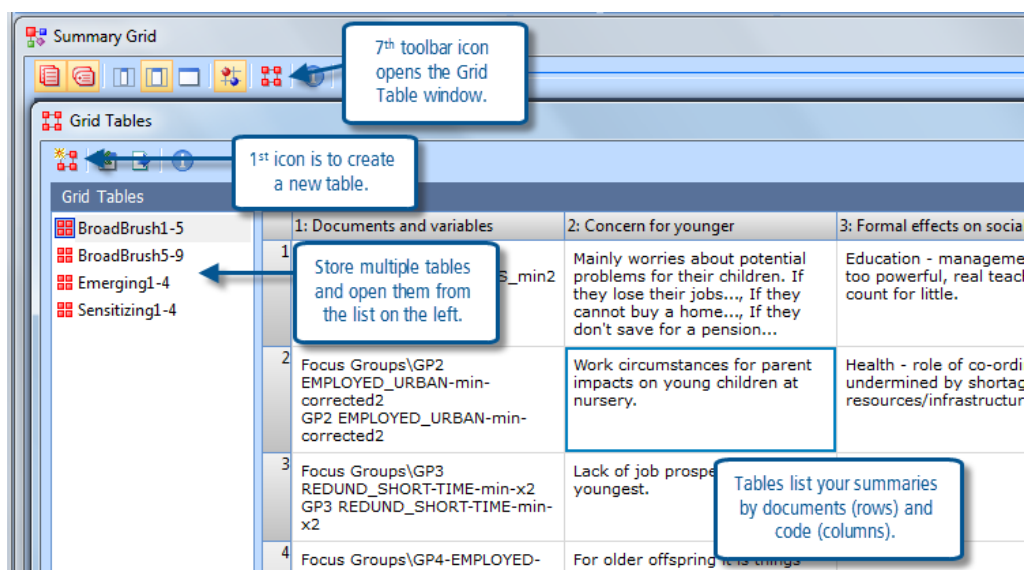 Summary Grid
7th toolbar icon
opens the Grid
Table window.
Grid Tables
1st icon is to create
a new table.
Grid Tables
BroadBrush1-5
BroadBrush5-9
Emerging1-4
Sensitizing1-4
Store multiple tables
and open them from
the list on the left.
1: Documents and variables
2: Concern for younger
3: Formal effects on socia
1
S_min2
Mainly worries about potential
problems for their children. If
they lose their jobs..., If they
cannot buy a home..., If they
don't save for a pension...
Education - manageme
too powerful, real teach
count for little.
2
Focus Groups\GP2
EMPLOYED_URBAN-min-
corrected2
GP2 EMPLOYED_URBAN-min-
corrected2
Work circumstances for parent
impacts on young children at
nursery.
Health - role of co-ordi
undermined by shortag
resources/infrastructur
3
Focus Groups\GP3
REDUND_SHORT-TIME-min-x2
GP3 REDUND_SHORT-TIME-min-
x2
Lack of job prospe
youngest.
Tables list your summaries
by documents (rows) and
code (columns).
4
Focus Groups\GP4-EMPLOYED-
For older offspring it is things